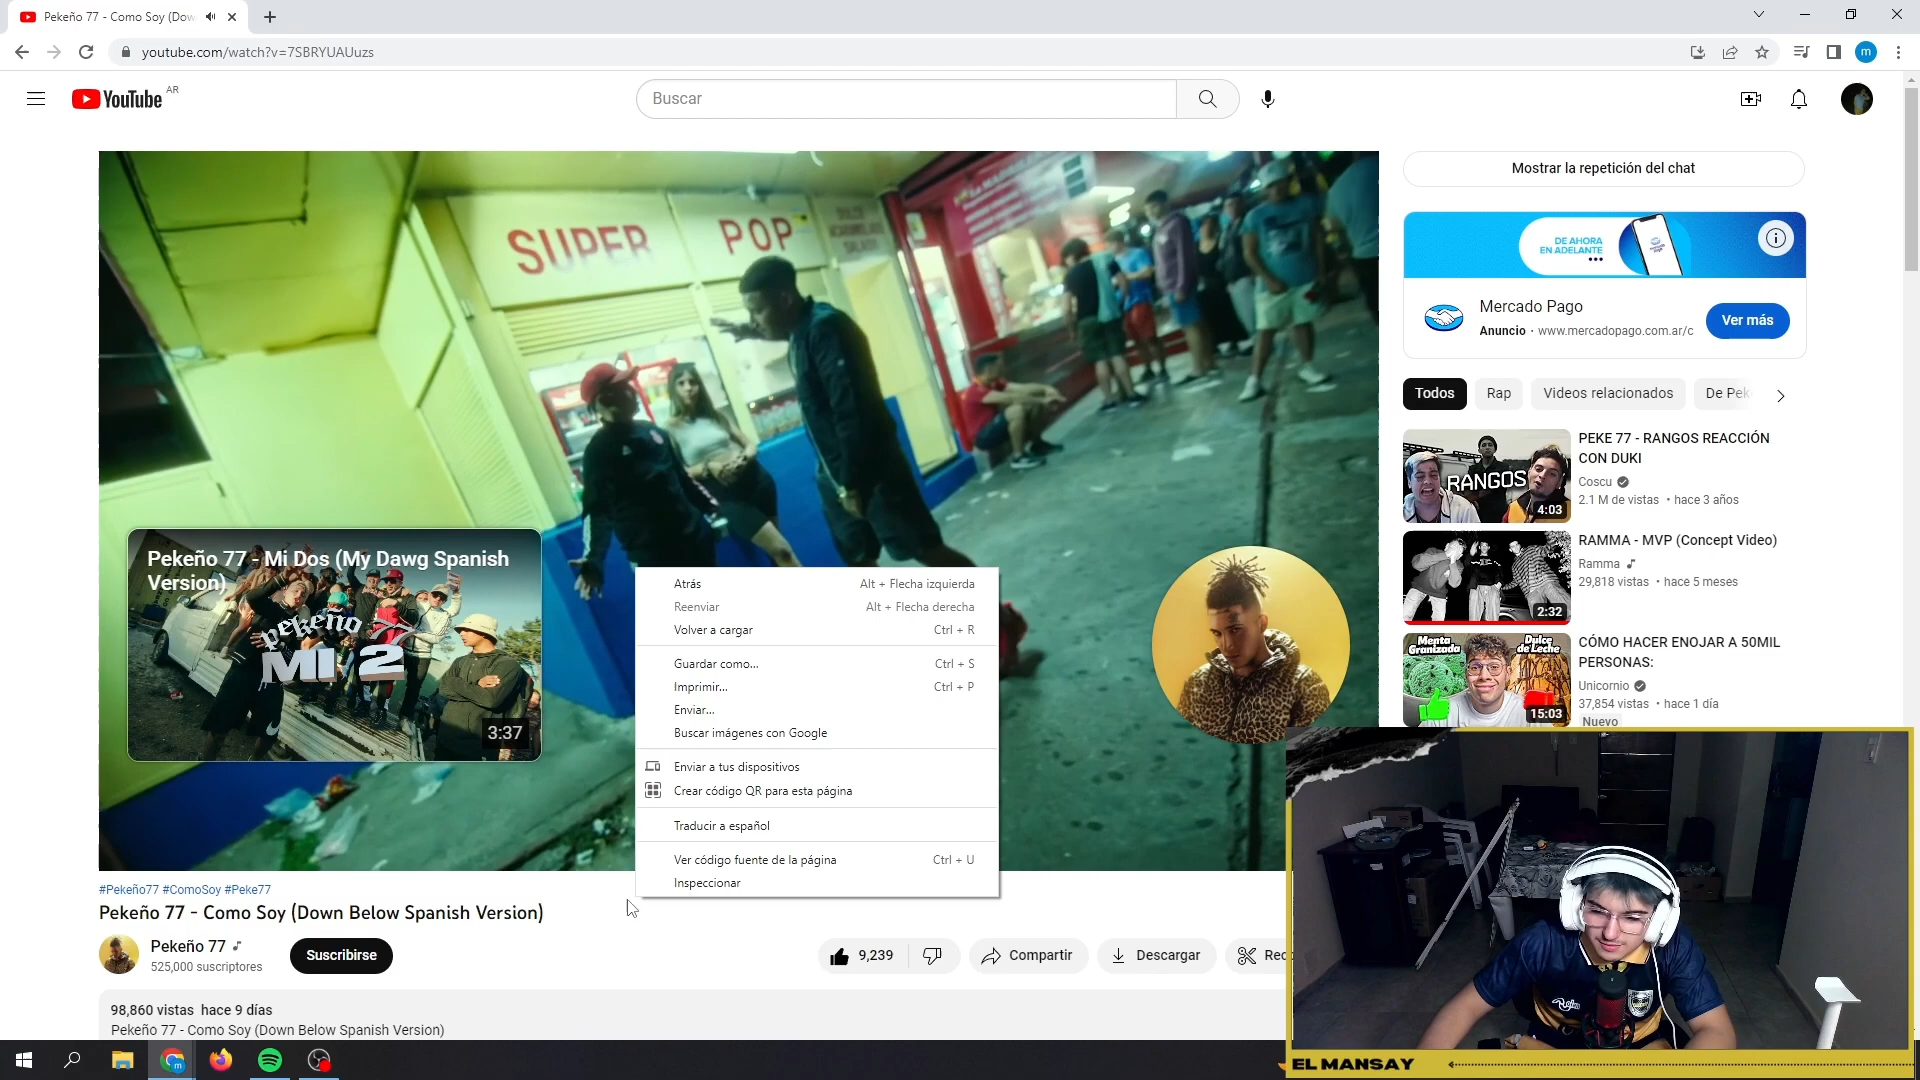 Pekeño 77 - Como Soy (Dow
youtube.com/watch?v=7SBRYUAUuzs
m
YouTube
AR
Buscar
SUPER POP
Pekeño 77 - Mi Dos (My Dawg Spanish
Version)
pekeño 77
MI 2
3:37
Atrás Alt + Flecha izquierda
Reenviar Alt + Flecha derecha
Volver a cargar Ctrl + R
Guardar como... Ctrl + S
Imprimir... Ctrl + P
Enviar...
Buscar imágenes con Google
Enviar a tus dispositivos
Crear código QR para esta página
Traducir a español
Ver código fuente de la página Ctrl + U
Inspeccionar
#Pekeño77 #ComoSoy #Peke77
Pekeño 77 - Como Soy (Down Below Spanish Version)
Pekeño 77
525,000 suscriptores
Suscribirse
9,239
Compartir
Descargar
Rec
98,860 vistas hace 9 días
Pekeño 77 - Como Soy (Down Below Spanish Version)
Mostrar la repetición del chat
DE AHORA
EN ADELANTE
Mercado Pago
Anuncio · www.mercadopago.com.ar/c
Ver más
Todos
Rap
Videos relacionados
De Pek
RANGOS
4:03
PEKE 77 - RANGOS REACCIÓN
CON DUKI
Coscu
2.1 M de vistas • hace 3 años
2:32
RAMMA - MVP (Concept Video)
Ramma
29,818 vistas • hace 5 meses
Menta
Granizada
Dulce
de Leche
15:03
CÓMO HACER ENOJAR A 50MIL
PERSONAS:
Unicornio
37,854 vistas • hace 1 día
Nuevo
EL MANSAY